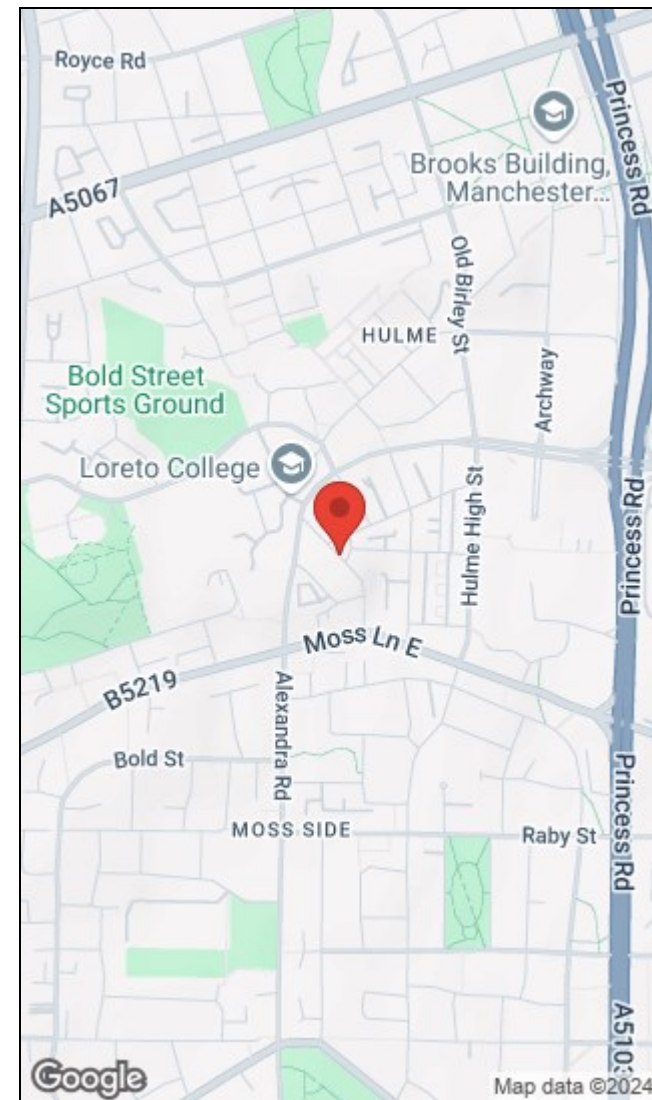 Royce Rd
Princess Rd
Brooks Building,
Manchester...
A5067
Old Birley St
HULME
Archway
Bold Street
Sports Ground
Loreto College
Hulme High St
Princess Rd
Moss Ln E
B5219
Alexandra Rd
Bold St
Princess Rd
MOSS SIDE
Raby St
A5103
Google
Map data ©2024